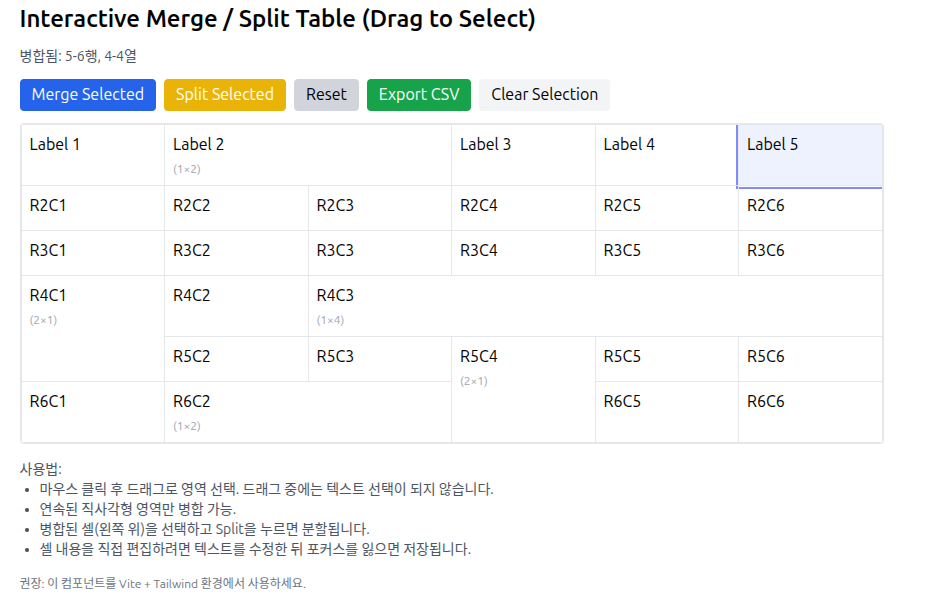 Interactive Merge / Split Table (Drag to Select)
병합됨: 5-6행, 4-4열
Merge Selected Split Selected Reset Export CSV Clear Selection
Label 1 Label 2 Label 3 Label 4 Label 5
(1×2)
R2C1 R2C2 R2C3 R2C4 R2C5 R2C6
R3C1 R3C2 R3C3 R3C4 R3C5 R3C6
R4C1 R4C2 R4C3
(2×1) (1×4)
R5C2 R5C3 R5C4 R5C5 R5C6
(2×1)
R6C1 R6C2 R6C5 R6C6
(1×2)
사용법:
• 마우스 클릭 후 드래그로 영역 선택. 드래그 중에는 텍스트 선택이 되지 않습니다.
• 연속된 직사각형 영역만 병합 가능.
• 병합된 셀(왼쪽 위)을 선택하고 Split을 누르면 분할됩니다.
• 셀 내용을 직접 편집하려면 텍스트를 수정한 뒤 포커스를 잃으면 저장됩니다.
권장: 이 컴포넌트를 Vite + Tailwind 환경에서 사용하세요.